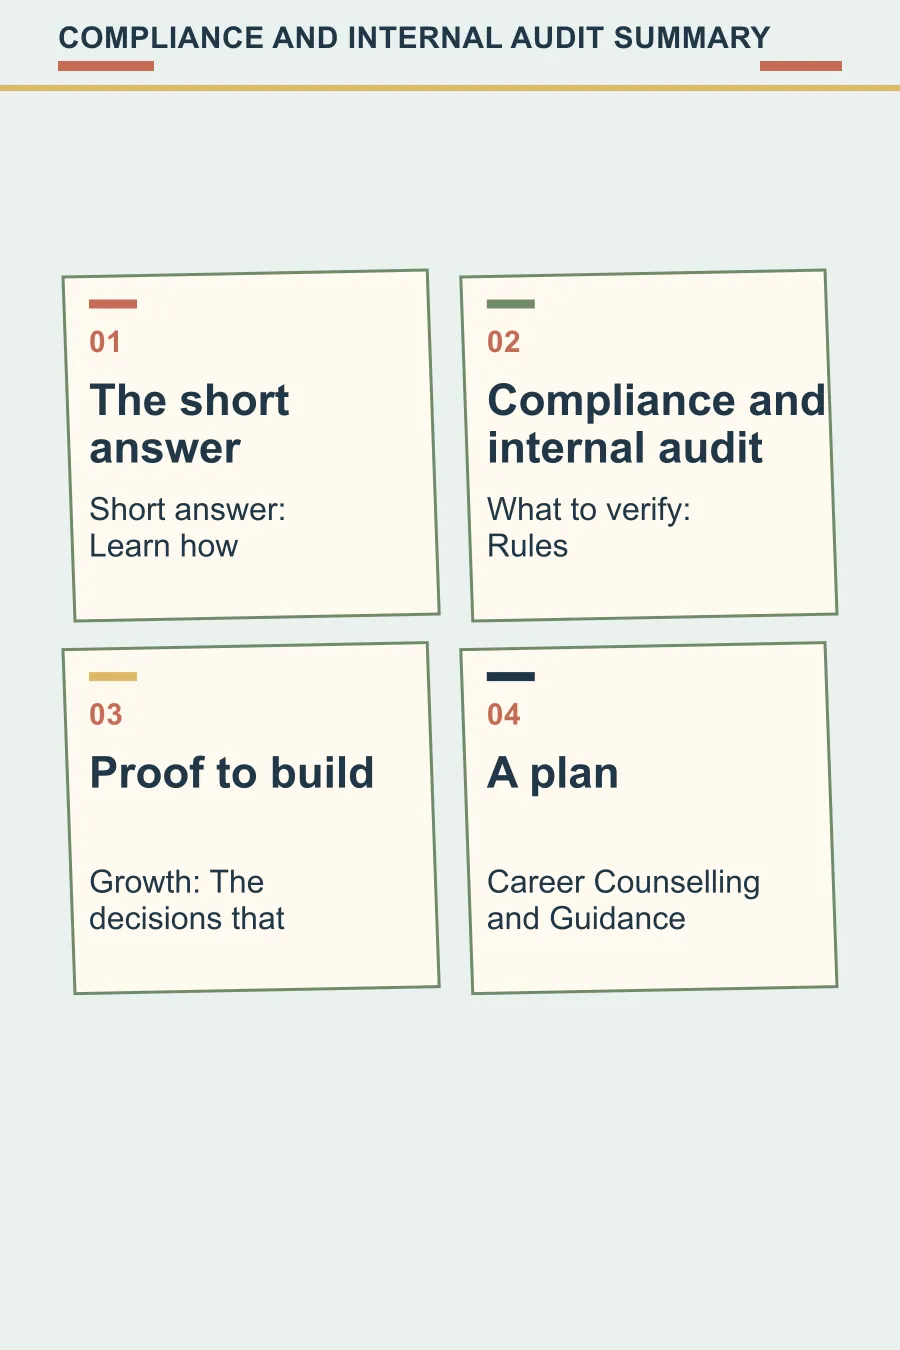 COMPLIANCE AND INTERNAL AUDIT SUMMARY
01
The short
answer
Short answer:
Learn how
02
Compliance and
internal audit
What to verify:
Rules
03
Proof to build
Growth: The
decisions that
04
A plan
Career Counselling
and Guidance